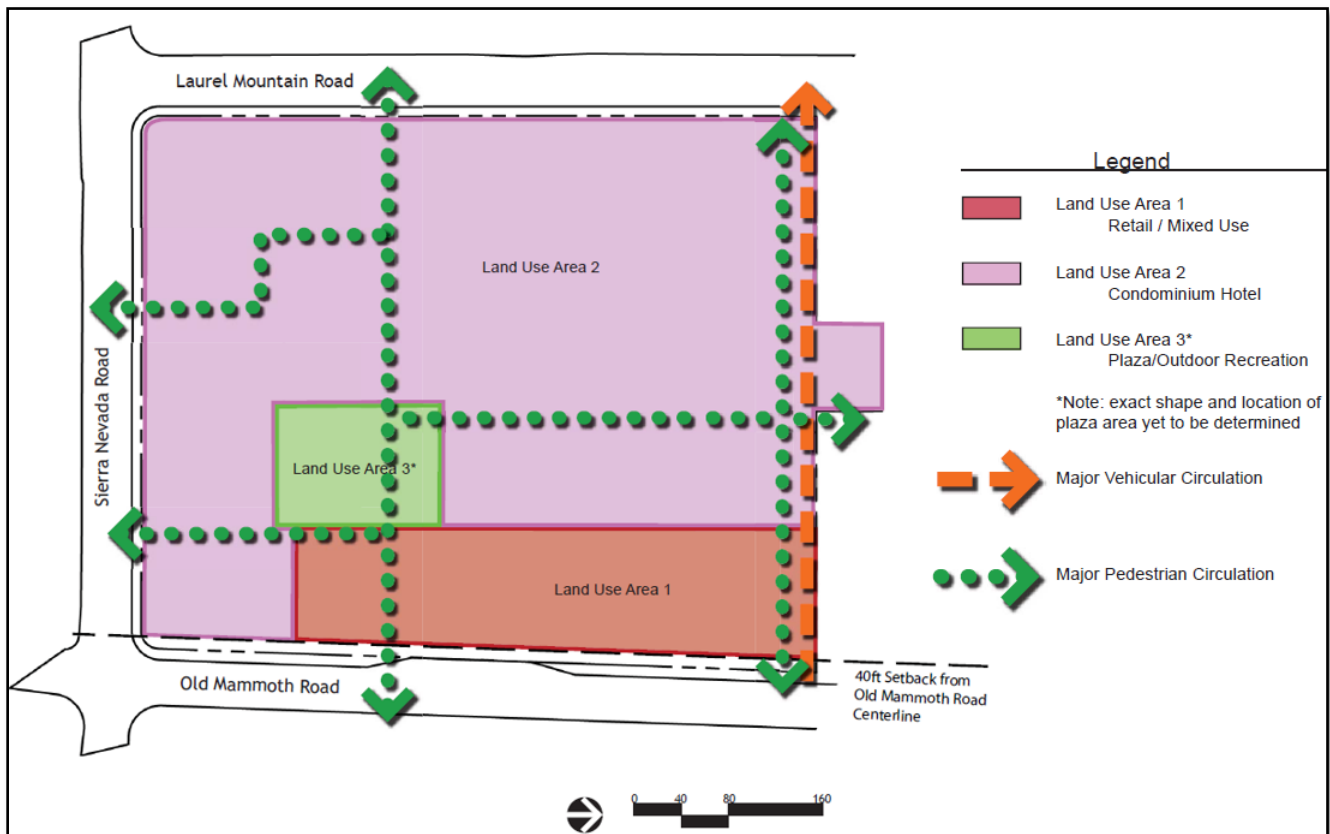 Laurel Mountain Road
Land Use Area 2
Sierra Nevada Road
Land Use Area 3*
Land Use Area 1
Old Mammoth Road
40ft Setback from
Old Mammoth Road
Centerline
Legend
Land Use Area 1
Retail / Mixed Use
Land Use Area 2
Condominium Hotel
Land Use Area 3*
Plaza/Outdoor Recreation
*Note: exact shape and location of
plaza area yet to be determined
Major Vehicular Circulation
Major Pedestrian Circulation
0 40 80 160